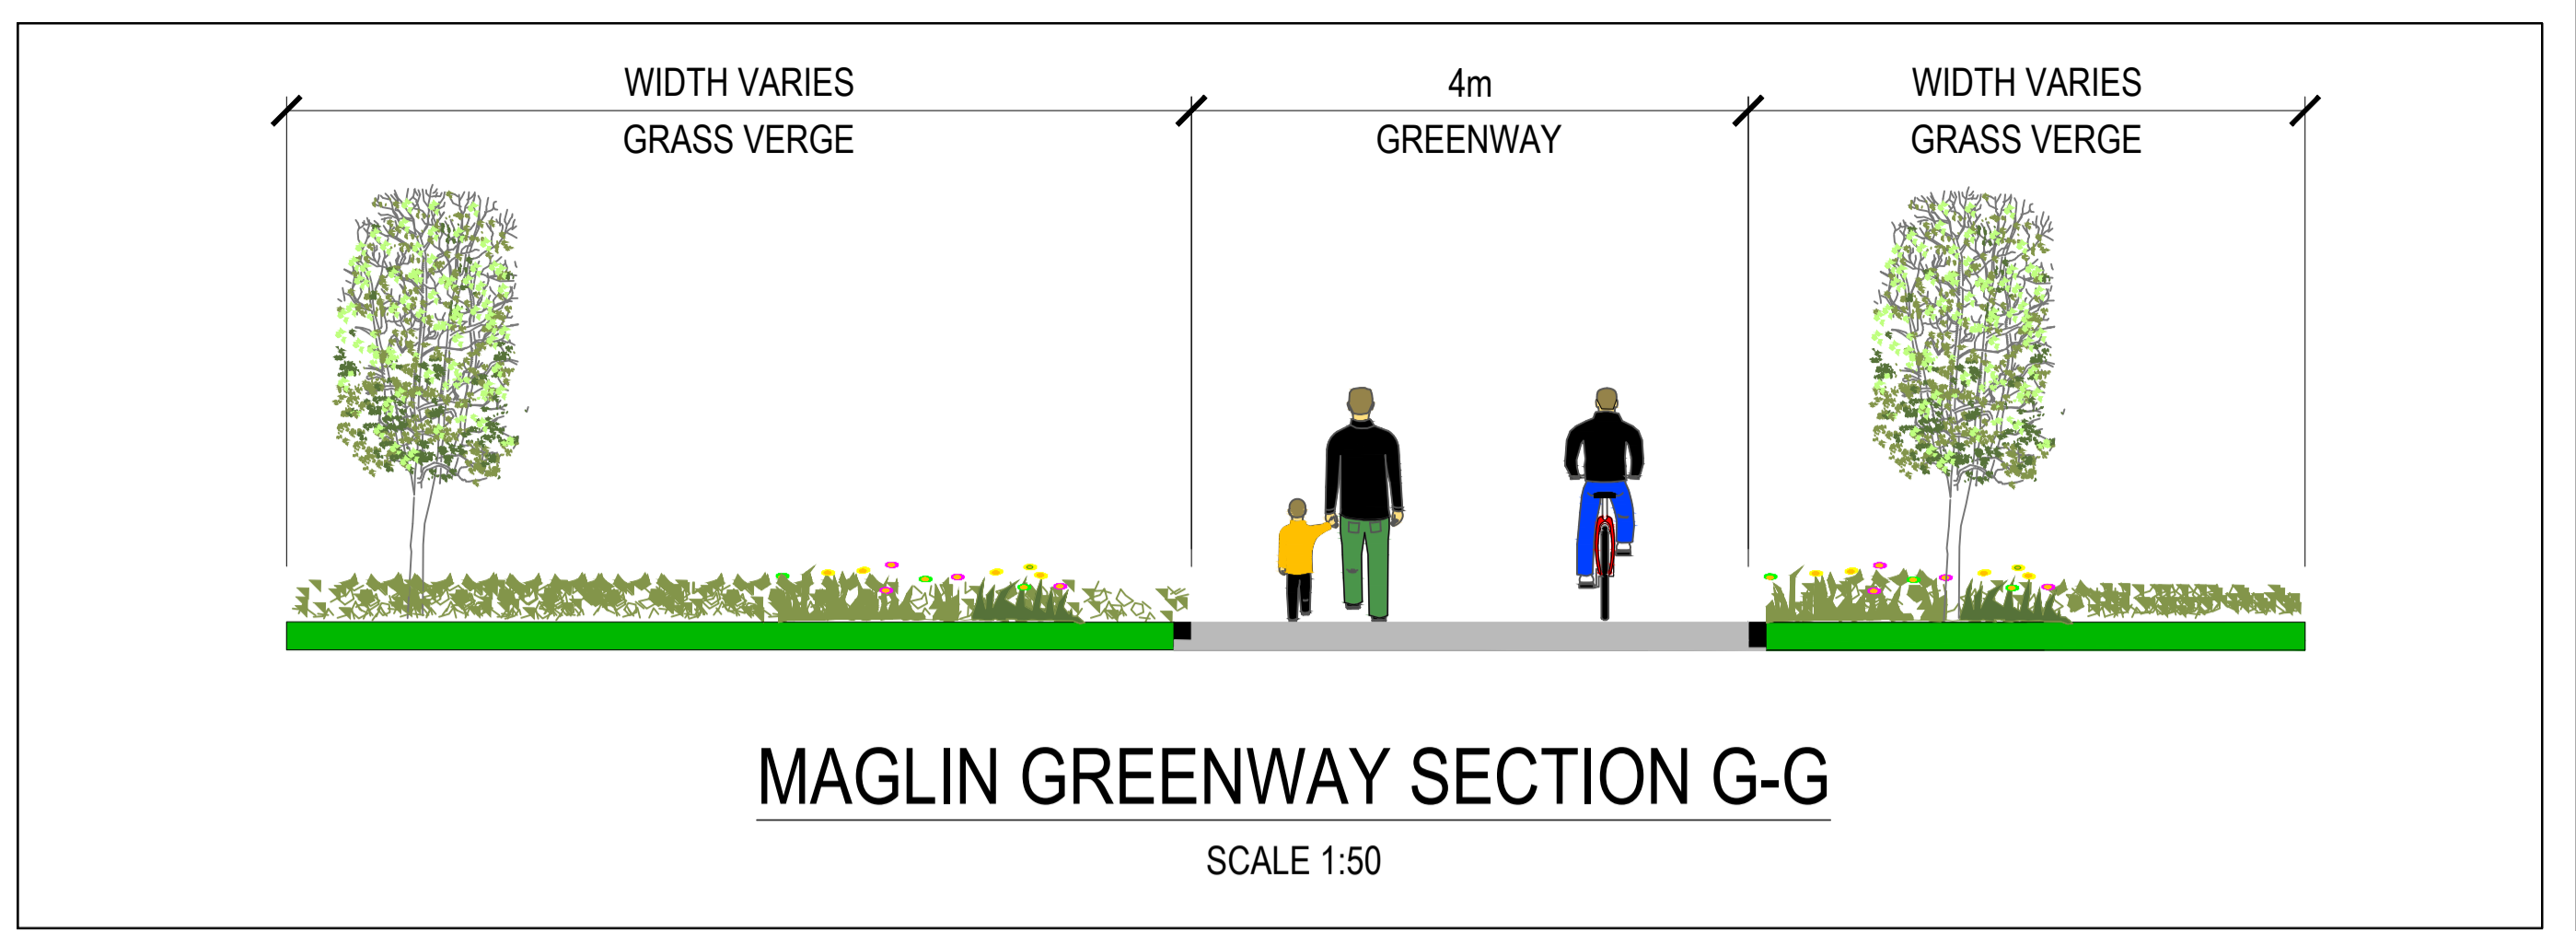 WIDTH VARIES
GRASS VERGE
4m
GREENWAY
WIDTH VARIES
GRASS VERGE
MAGLIN GREENWAY SECTION G-G
SCALE 1:50